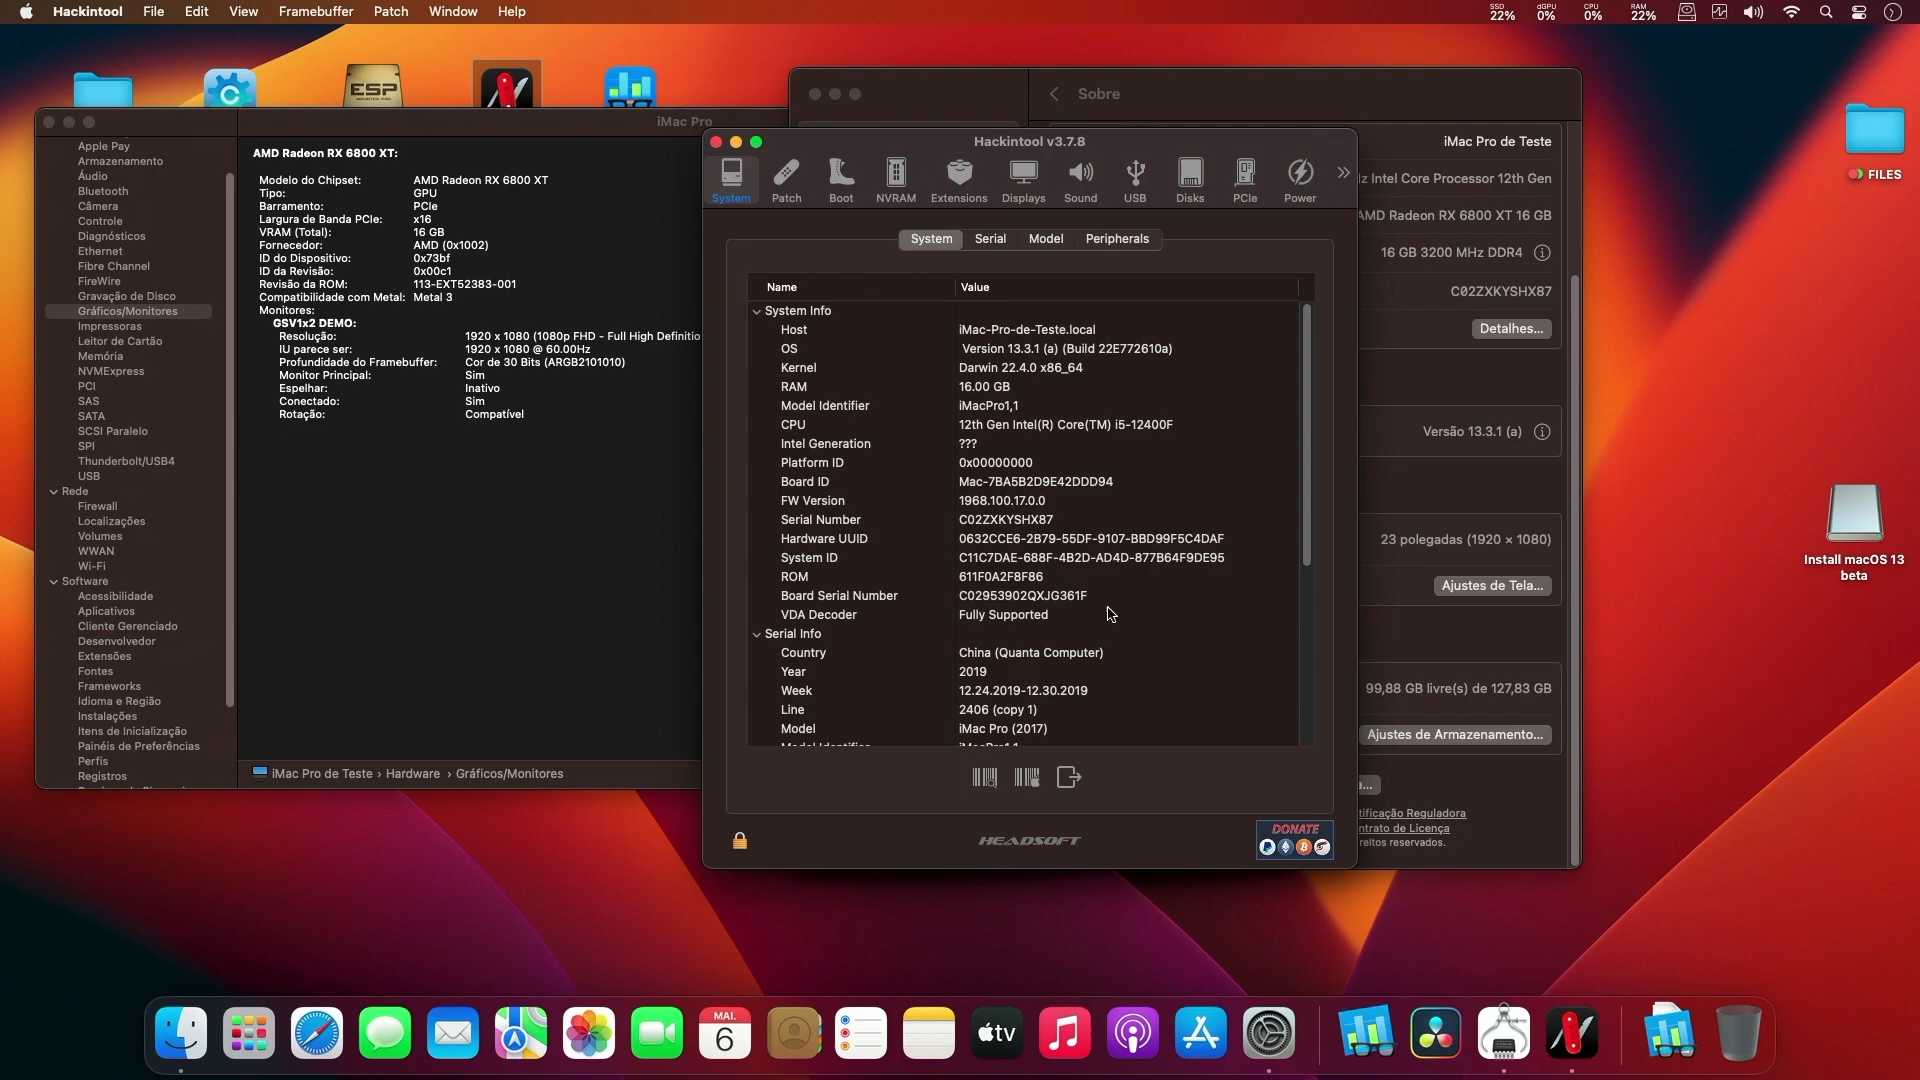 Hackintool File Edit View Framebuffer Patch Window Help
SSD 22% dGPU 0% CPU 0% RAM 22%
ESP
FILES
Install macOS 13 beta
iMac Pro
Apple Pay
Armazenamento
Áudio
Bluetooth
Câmera
Controle
Diagnósticos
Ethernet
Fibre Channel
FireWire
Gravação de Disco
Gráficos/Monitores
Impressoras
Leitor de Cartão
Memória
NVMExpress
PCI
SAS
SATA
SCSI Paralelo
SPI
Thunderbolt/USB4
USB
Rede
Firewall
Localizações
Volumes
WWAN
Wi-Fi
Software
Acessibilidade
Aplicativos
Cliente Gerenciado
Desenvolvedor
Extensões
Fontes
Frameworks
Idioma e Região
Instalações
Itens de Inicialização
Painéis de Preferências
Perfis
Registros
AMD Radeon RX 6800 XT:
Modelo do Chipset: AMD Radeon RX 6800 XT
Tipo: GPU
Barramento: PCIe
Largura de Banda PCIe: x16
VRAM (Total): 16 GB
Fornecedor: AMD (0x1002)
ID do Dispositivo: 0x73bf
ID da Revisão: 0x00c1
Revisão da ROM: 113-EXT52383-001
Compatibilidade com Metal: Metal 3
Monitores:
GSV1x2 DEMO:
Resolução: 1920 x 1080 (1080p FHD - Full High Definitio
IU parece ser: 1920 x 1080 @ 60.00Hz
Profundidade do Framebuffer: Cor de 30 Bits (ARGB2101010)
Monitor Principal: Sim
Espelhar: Inativo
Conectado: Sim
Rotação: Compatível
iMac Pro de Teste › Hardware › Gráficos/Monitores
Hackintool v3.7.8
System Patch Boot NVRAM Extensions Displays Sound USB Disks PCIe Power
System Serial Model Peripherals
Name Value
System Info
Host iMac-Pro-de-Teste.local
OS Version 13.3.1 (a) (Build 22E772610a)
Kernel Darwin 22.4.0 x86_64
RAM 16.00 GB
Model Identifier iMacPro1,1
CPU 12th Gen Intel(R) Core(TM) i5-12400F
Intel Generation ???
Platform ID 0x00000000
Board ID Mac-7BA5B2D9E42DDD94
FW Version 1968.100.17.0.0
Serial Number C02ZXKYSHX87
Hardware UUID 0632CCE6-2B79-55DF-9107-BBD99F5C4DAF
System ID C11C7DAE-688F-4B2D-AD4D-877B64F9DE95
ROM 611F0A2F8F86
Board Serial Number C02953902QXJG361F
VDA Decoder Fully Supported
Serial Info
Country China (Quanta Computer)
Year 2019
Week 12.24.2019-12.30.2019
Line 2406 (copy 1)
Model iMac Pro (2017)
Model Identifier iMacPro1,1
HEADSOFT
DONATE
Sobre
iMac Pro de Teste
z Intel Core Processor 12th Gen
AMD Radeon RX 6800 XT 16 GB
16 GB 3200 MHz DDR4
C02ZXKYSHX87
Detalhes...
Versão 13.3.1 (a)
23 polegadas (1920 × 1080)
Ajustes de Tela...
99,88 GB livre(s) de 127,83 GB
Ajustes de Armazenamento...
a...
tificação Reguladora
ntrato de Licença
reitos reservados.
MAI.
6
tv